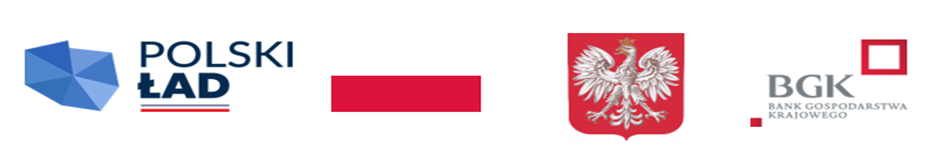 POLSKI
ŁAD
BGK
BANK GOSPODARSTWA
KRAJOWEGO